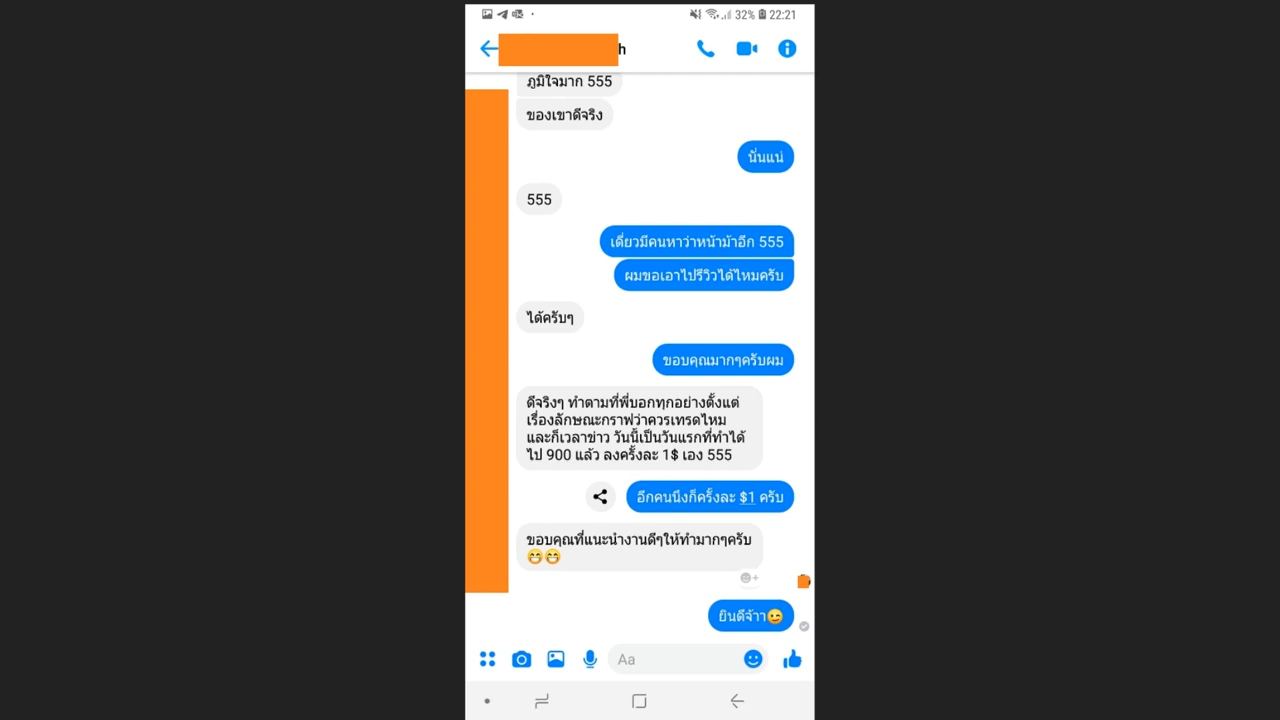 32% 22:21
h
ภูมิใจมาก 555
ของเขาดีจริง
นั่นแน่
555
เดี่ยวมีคนหาว่าหน้าม้าอีก 555
ผมขอเอาไปรีวิวได้ไหมครับ
ได้ครับๆ
ขอบคุณมากๆครับผม
ดีจริงๆ ทำตามที่พี่บอกทุกอย่างตั้งแต่
เรื่องลักษณะกราฟว่าควรเทรดไหม
และก็เวลาข่าว วันนี้เป็นวันแรกที่ทำได้
ไป 900 แล้ว ลงครั้งละ 1$ เอง 555
อีกคนนึงก็ครั้งละ $1 ครับ
ขอบคุณที่แนะนำงานดีๆให้ทำมากๆครับ
😁😁
ยินดีจ้าา😉
Aa